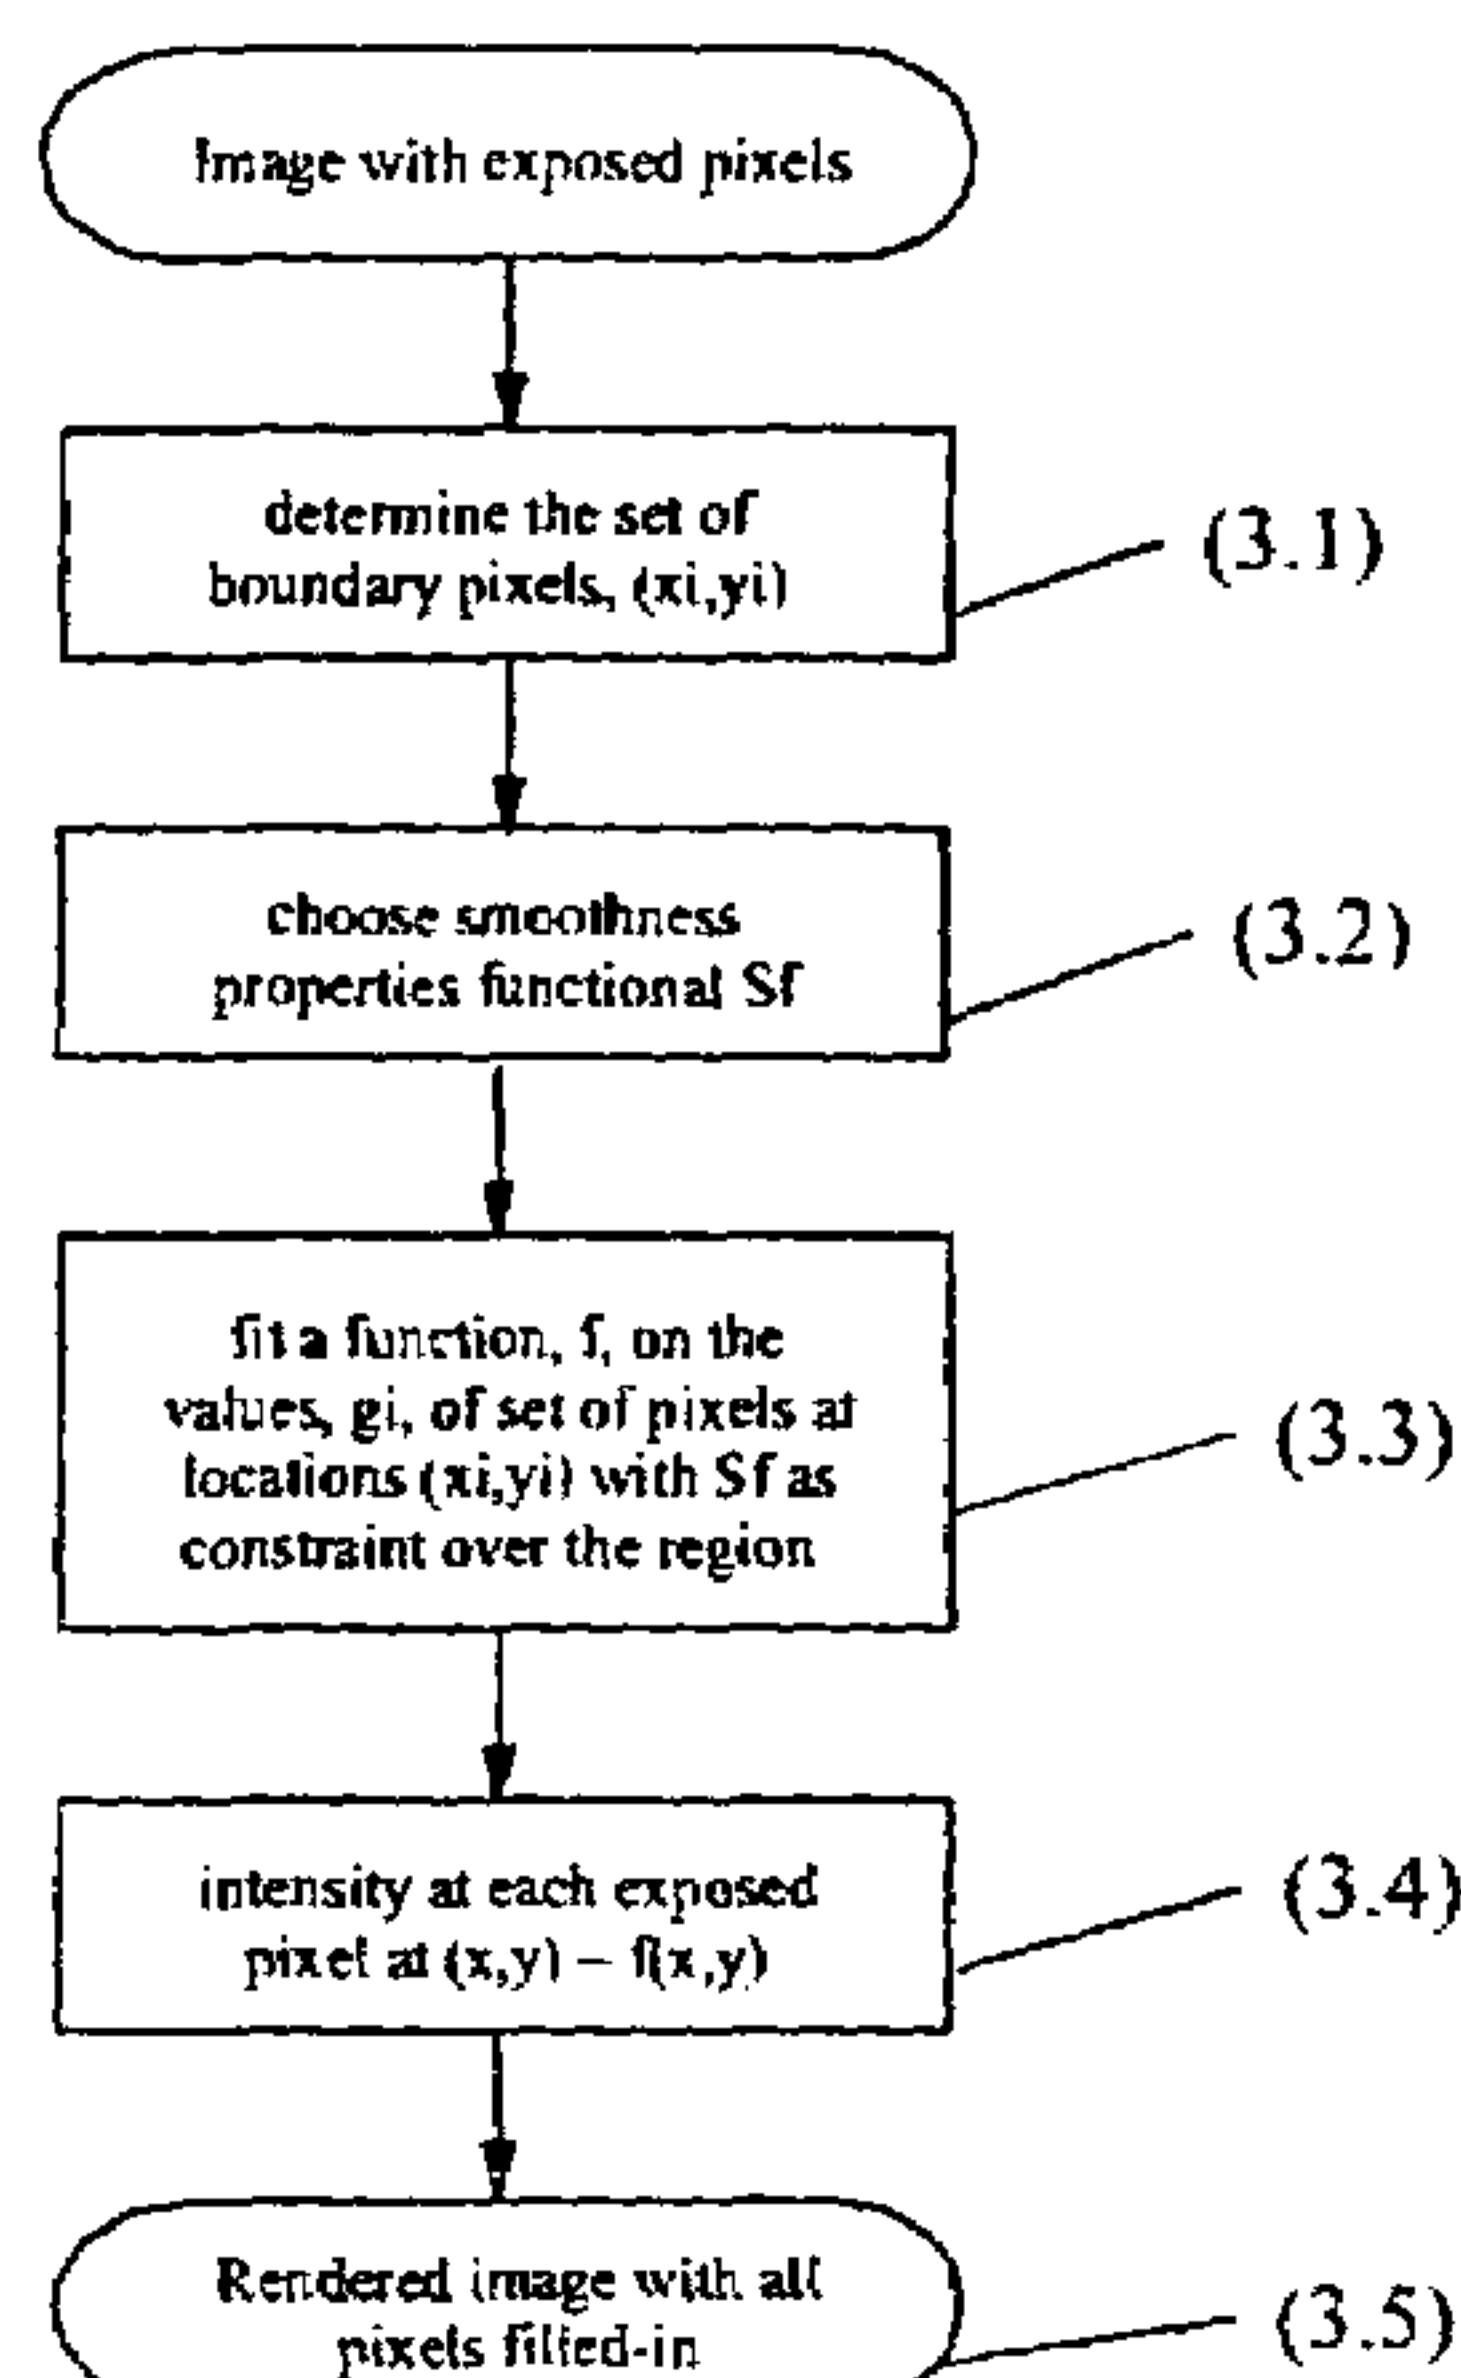 Image with exposed pixels
determine the set of
boundary pixels, (xi,yi)
(3.1)
choose smoothness
properties functional Sf
(3.2)
fit a function, f, on the
values, gi, of set of pixels at
locations (xi,yi) with Sf as
constraint over the region
(3.3)
intensity at each exposed
pixel at (x,y) – f(x,y)
(3.4)
Rendered image with all
pixels filled-in
(3.5)